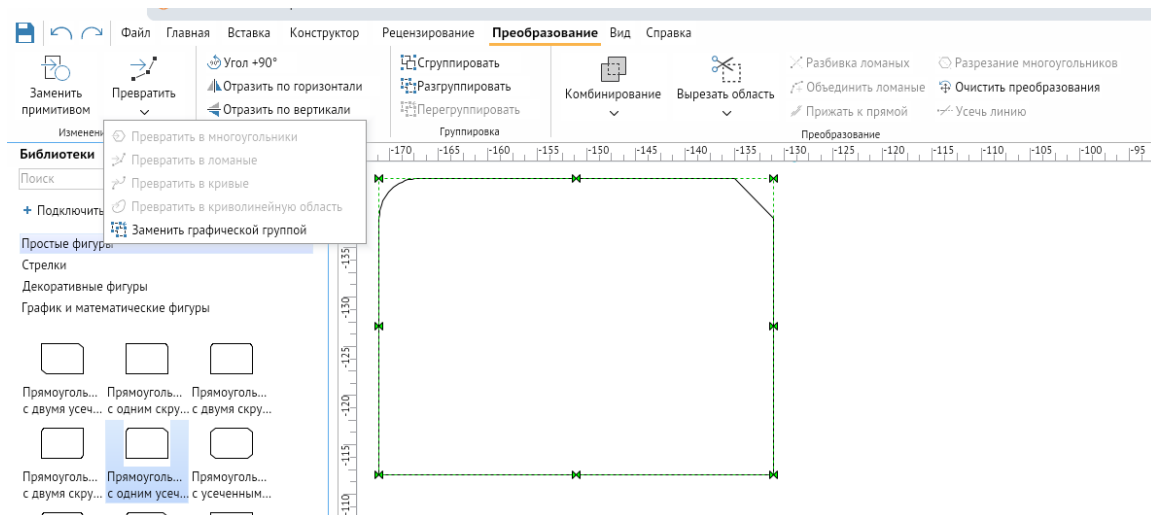 Файл Главная Вставка Конструктор Рецензирование Преобразование Вид Справка
Заменить примитивом
Превратить
Угол +90°
Отразить по горизонтали
Отразить по вертикали
Сгруппировать
Разгруппировать
Перегруппировать
Группировка
Комбинирование
Вырезать область
Разбивка ломаных
Объединить ломаные
Прижать к прямой
Разрезание многоугольников
Очистить преобразования
Усечь линию
Преобразование
Изменени
Превратить в многоугольники
Превратить в ломаные
Превратить в кривые
Превратить в криволинейную область
Заменить графической группой
Библиотеки
Поиск
+ Подключить
Простые фигуры
Стрелки
Декоративные фигуры
График и математические фигуры
Прямоуголь... Прямоуголь... Прямоуголь...
с двумя усеч... с одним скру... с двумя скру...
Прямоуголь... Прямоуголь... Прямоуголь...
с двумя скру... с одним усеч... с усеченным...
-170 -165 -160 -155 -150 -145 -140 -135 -130 -125 -120 -115 -110 -105 -100 -95
-135
-130
-125
-120
-115
-110